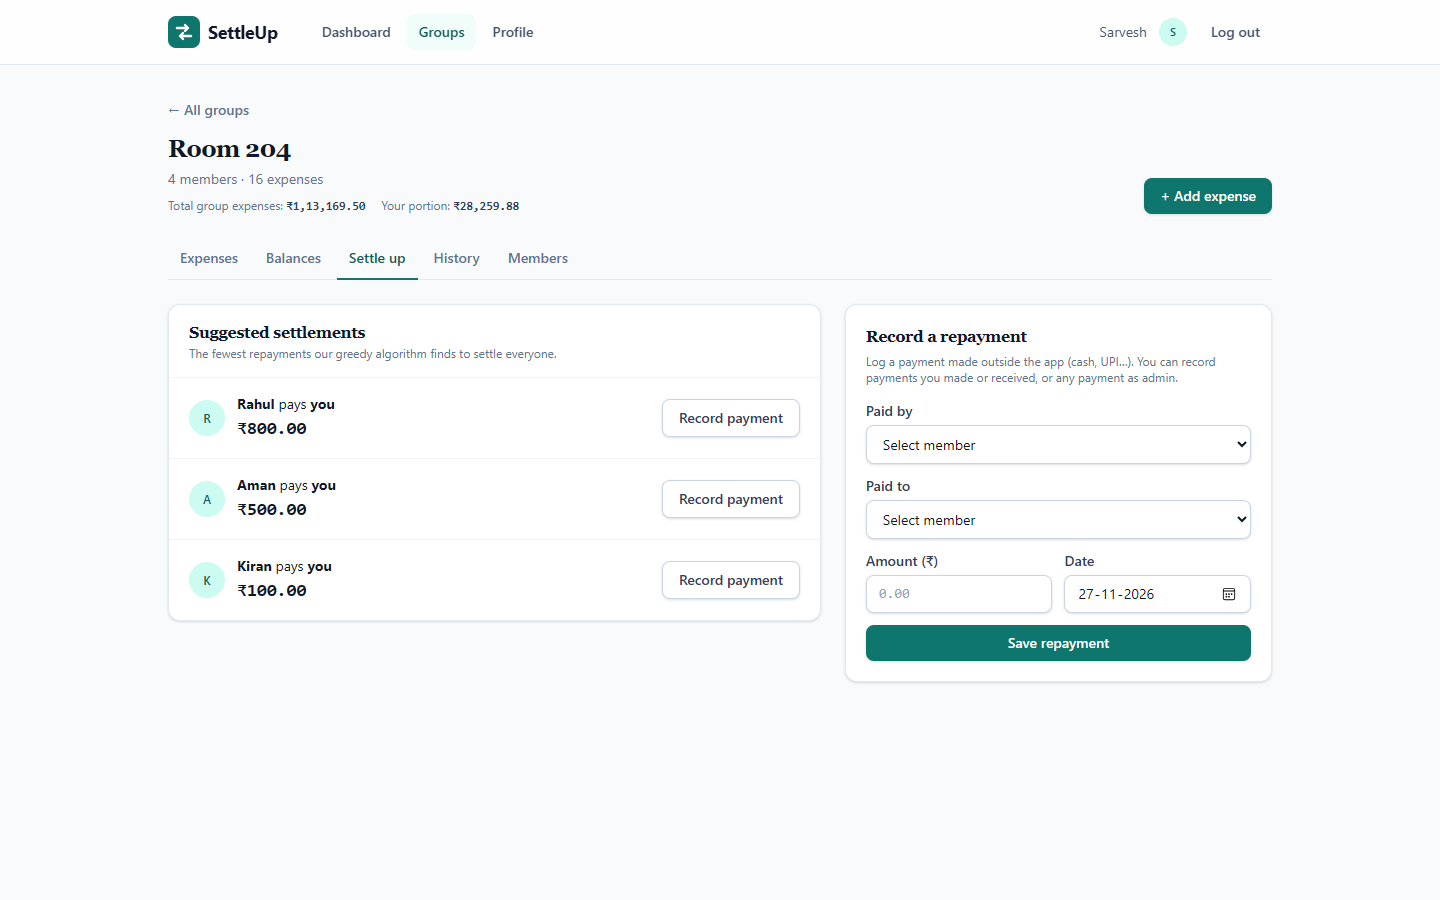 SettleUp
Dashboard
Groups
Profile
Sarvesh
S
Log out
← All groups
Room 204
4 members · 16 expenses
Total group expenses: ₹1,13,169.50 Your portion: ₹28,259.88
+ Add expense
Expenses
Balances
Settle up
History
Members
Suggested settlements
The fewest repayments our greedy algorithm finds to settle everyone.
R
Rahul pays you
₹800.00
Record payment
A
Aman pays you
₹500.00
Record payment
K
Kiran pays you
₹100.00
Record payment
Record a repayment
Log a payment made outside the app (cash, UPI…). You can record
payments you made or received, or any payment as admin.
Paid by
Select member
Paid to
Select member
Amount (₹)
0.00
Date
27-11-2026
Save repayment